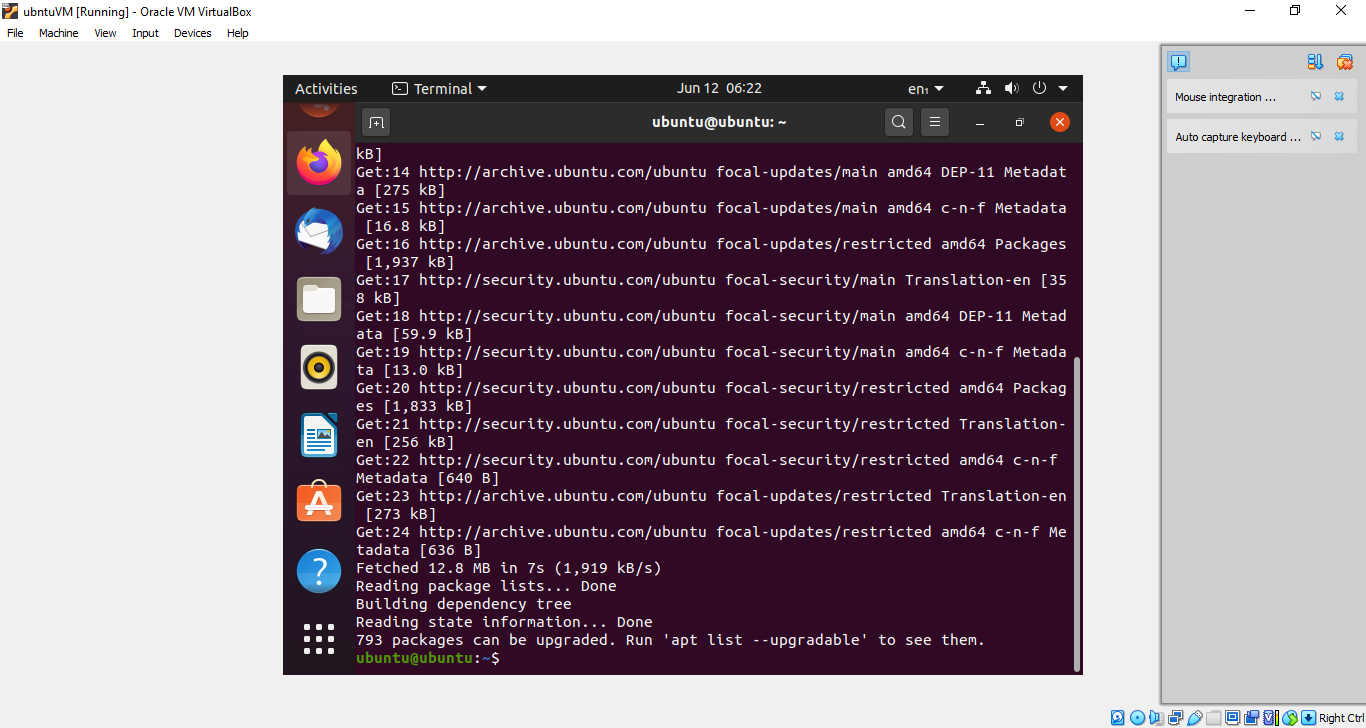 ubntuVM [Running] - Oracle VM VirtualBox
File Machine View Input Devices Help
Activities Terminal Jun 12 06:22 en₁
ubuntu@ubuntu: ~
kB]
Get:14 http://archive.ubuntu.com/ubuntu focal-updates/main amd64 DEP-11 Metadat
a [275 kB]
Get:15 http://archive.ubuntu.com/ubuntu focal-updates/main amd64 c-n-f Metadata
[16.8 kB]
Get:16 http://archive.ubuntu.com/ubuntu focal-updates/restricted amd64 Packages
[1,937 kB]
Get:17 http://security.ubuntu.com/ubuntu focal-security/main Translation-en [35
8 kB]
Get:18 http://security.ubuntu.com/ubuntu focal-security/main amd64 DEP-11 Metad
ata [59.9 kB]
Get:19 http://security.ubuntu.com/ubuntu focal-security/main amd64 c-n-f Metada
ta [13.0 kB]
Get:20 http://security.ubuntu.com/ubuntu focal-security/restricted amd64 Packag
es [1,833 kB]
Get:21 http://security.ubuntu.com/ubuntu focal-security/restricted Translation-
en [256 kB]
Get:22 http://security.ubuntu.com/ubuntu focal-security/restricted amd64 c-n-f
Metadata [640 B]
Get:23 http://archive.ubuntu.com/ubuntu focal-updates/restricted Translation-en
[273 kB]
Get:24 http://archive.ubuntu.com/ubuntu focal-updates/restricted amd64 c-n-f Me
tadata [636 B]
Fetched 12.8 MB in 7s (1,919 kB/s)
Reading package lists... Done
Building dependency tree
Reading state information... Done
793 packages can be upgraded. Run 'apt list --upgradable' to see them.
ubuntu@ubuntu:~$
Mouse integration ...
Auto capture keyboard ...
Right Ctrl